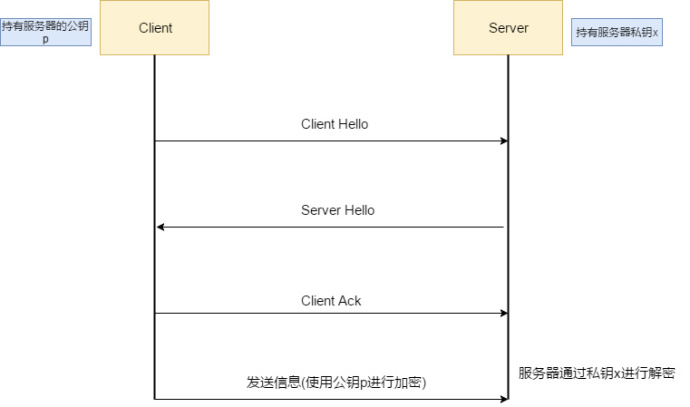 持有服务器的公钥
p
Client
Server
持有服务器私钥x
Client Hello
Server Hello
Client Ack
发送信息(使用公钥p进行加密)
服务器通过私钥x进行解密